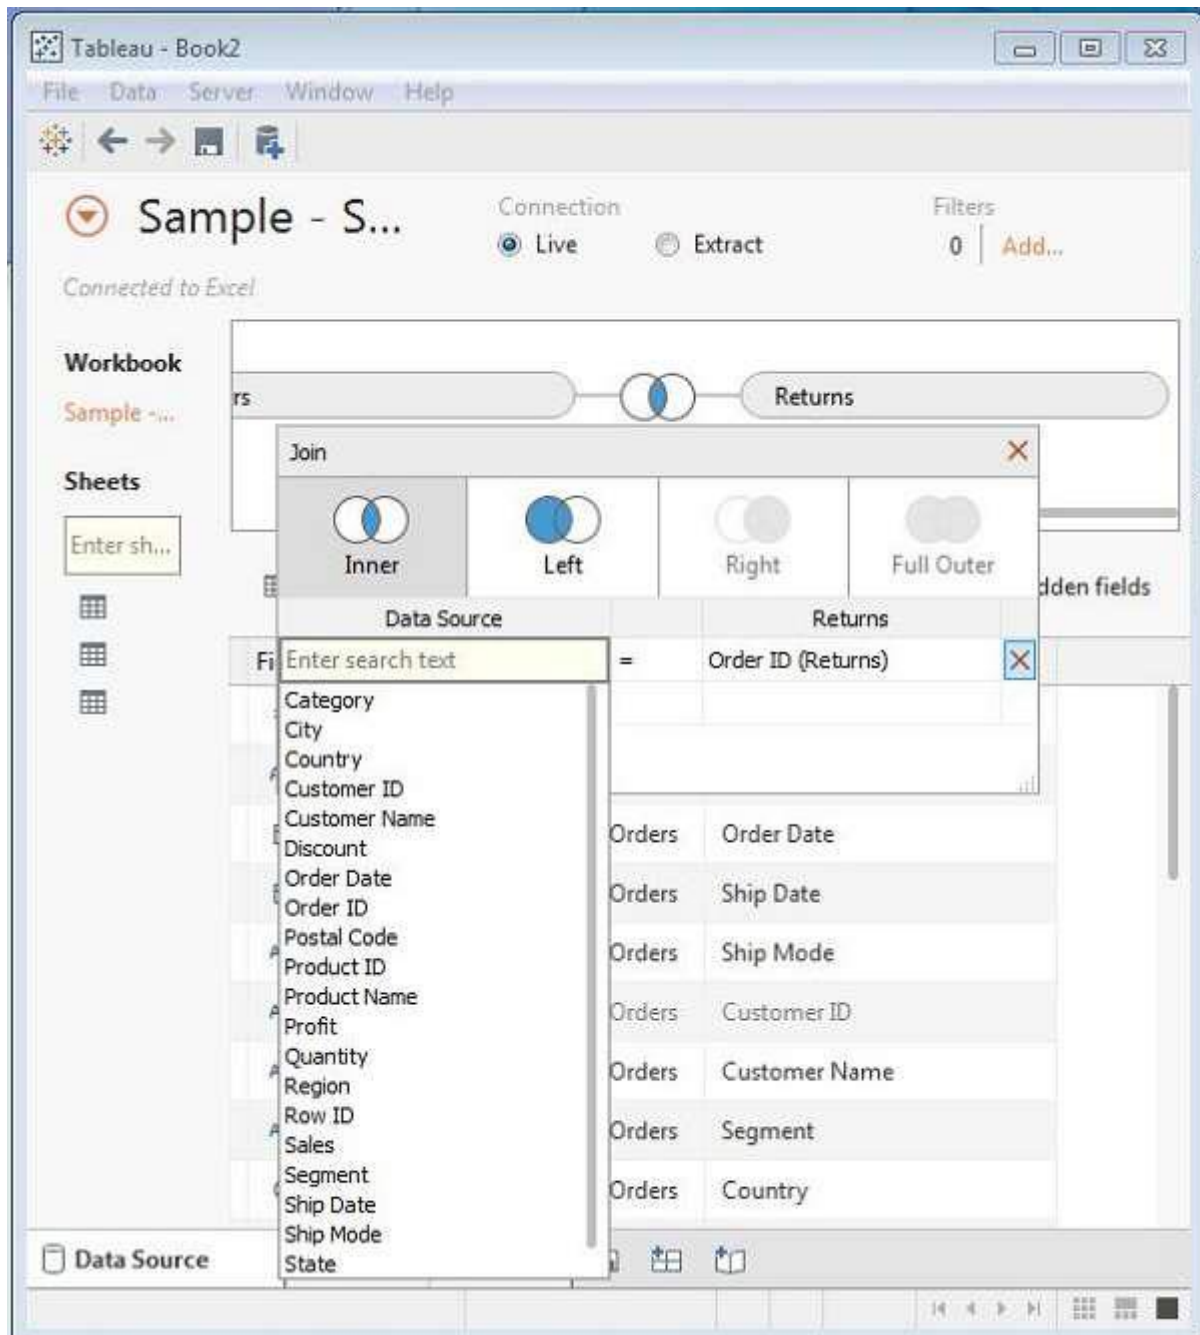 Tableau - Book2
File Data Server Window Help
Sample - S...
Connection
Live Extract
Filters
0 Add...
Connected to Excel
Workbook
Sample -...
Sheets
Enter sh...
rs
Returns
Join
Inner Left Right Full Outer
dden fields
Data Source Returns
Enter search text = Order ID (Returns)
Fi
Category
City
Country
Customer ID
Customer Name
Discount
Order Date
Order ID
Postal Code
Product ID
Product Name
Profit
Quantity
Region
Row ID
Sales
Segment
Ship Date
Ship Mode
State
Orders Order Date
Orders Ship Date
Orders Ship Mode
Orders Customer ID
Orders Customer Name
Orders Segment
Orders Country
Data Source